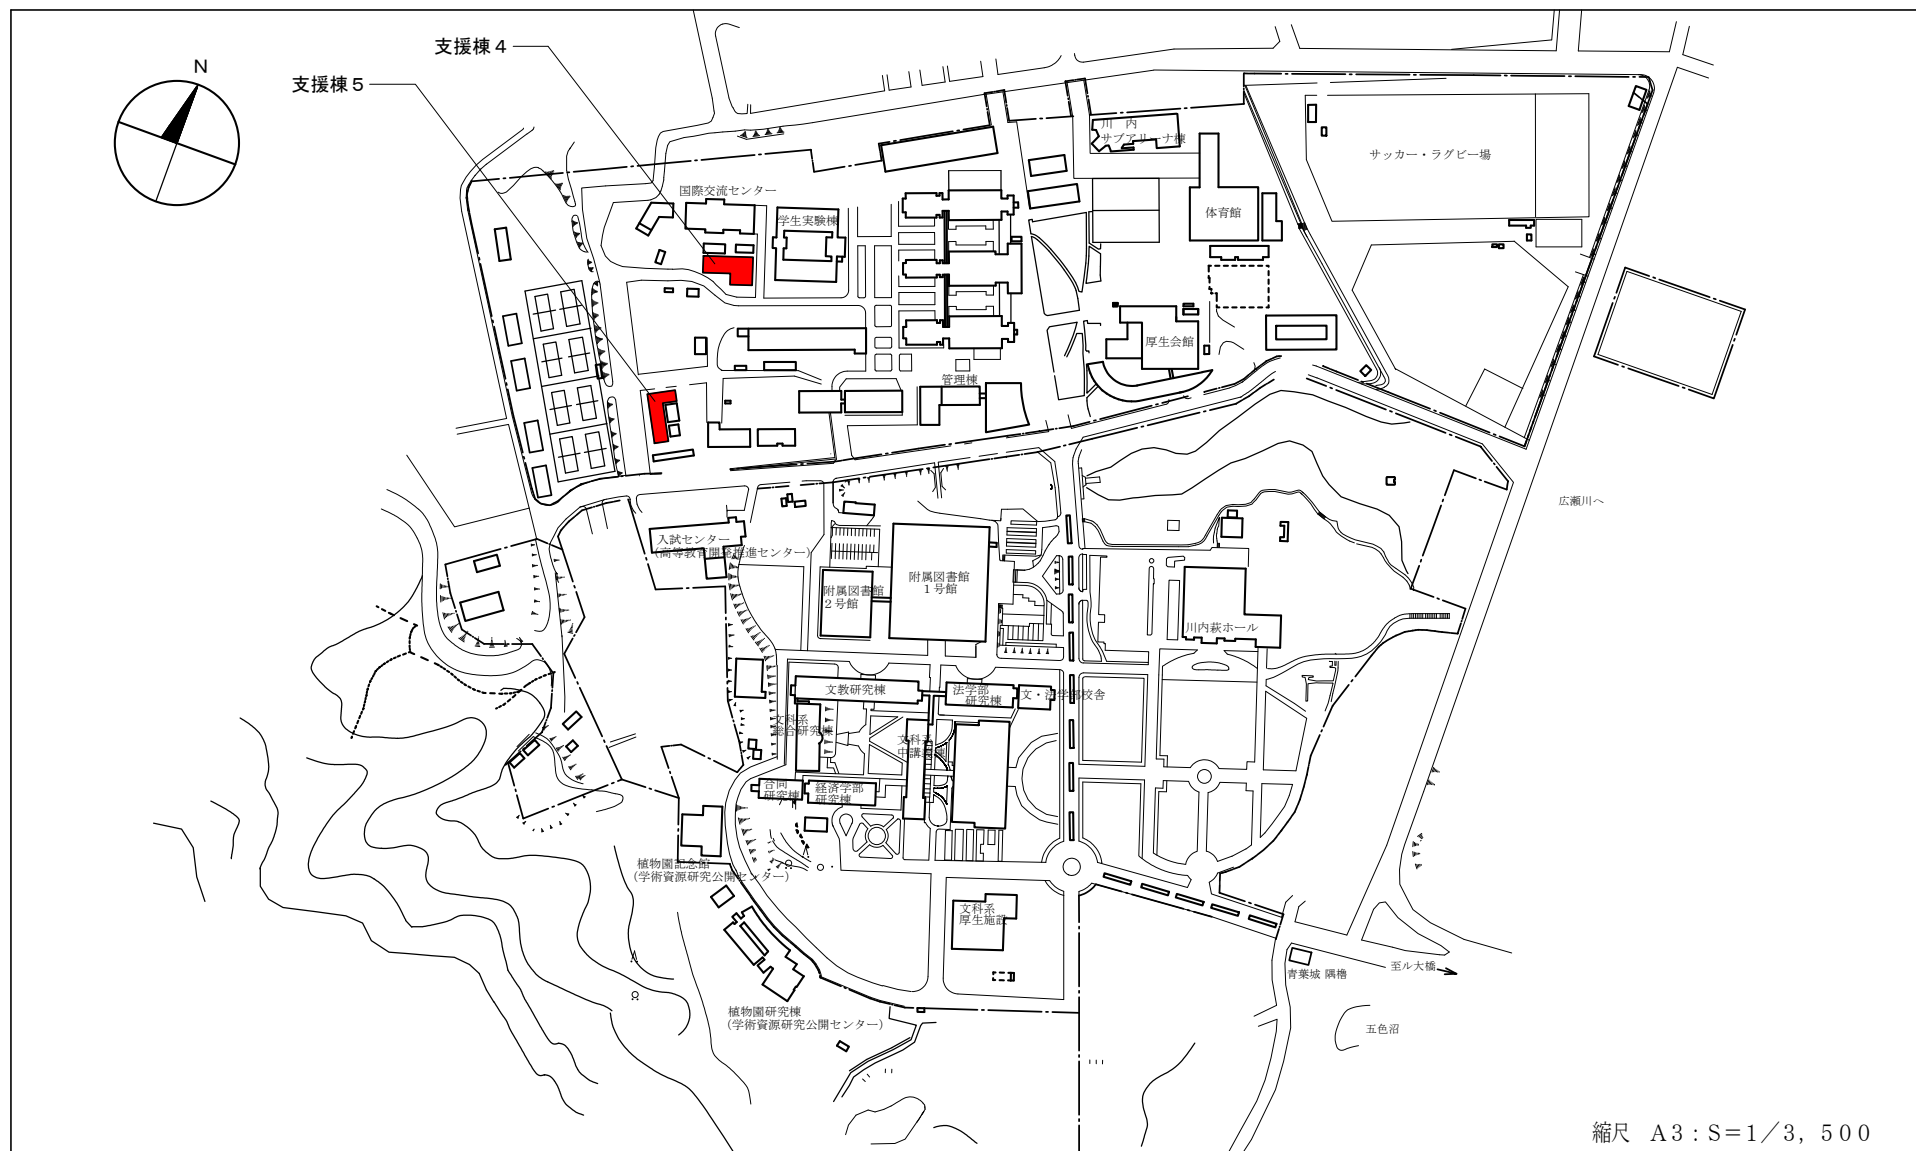 支援棟４
N
支援棟５
川　内
サブアリーナ棟
サッカー・ラグビー場
国際交流センター
学生実験棟
体育館
厚生会館
管理棟
広瀬川へ
入試センター
(高等教育開発推進センター)
附属図書館
１号館
附属図書館
２号館
川内萩ホール
文教研究棟
法学部
研究棟
文・法学部校舎
文科系
総合研究棟
文科系
中講義棟
合同
研究棟
経済学部
研究棟
植物園記念館
(学術資源研究公開センター)
文科系
厚生施設
青葉城 隅櫓
至ル大橋
植物園研究棟
(学術資源研究公開センター)
五色沼
縮尺　Ａ３：Ｓ＝１／３，５００